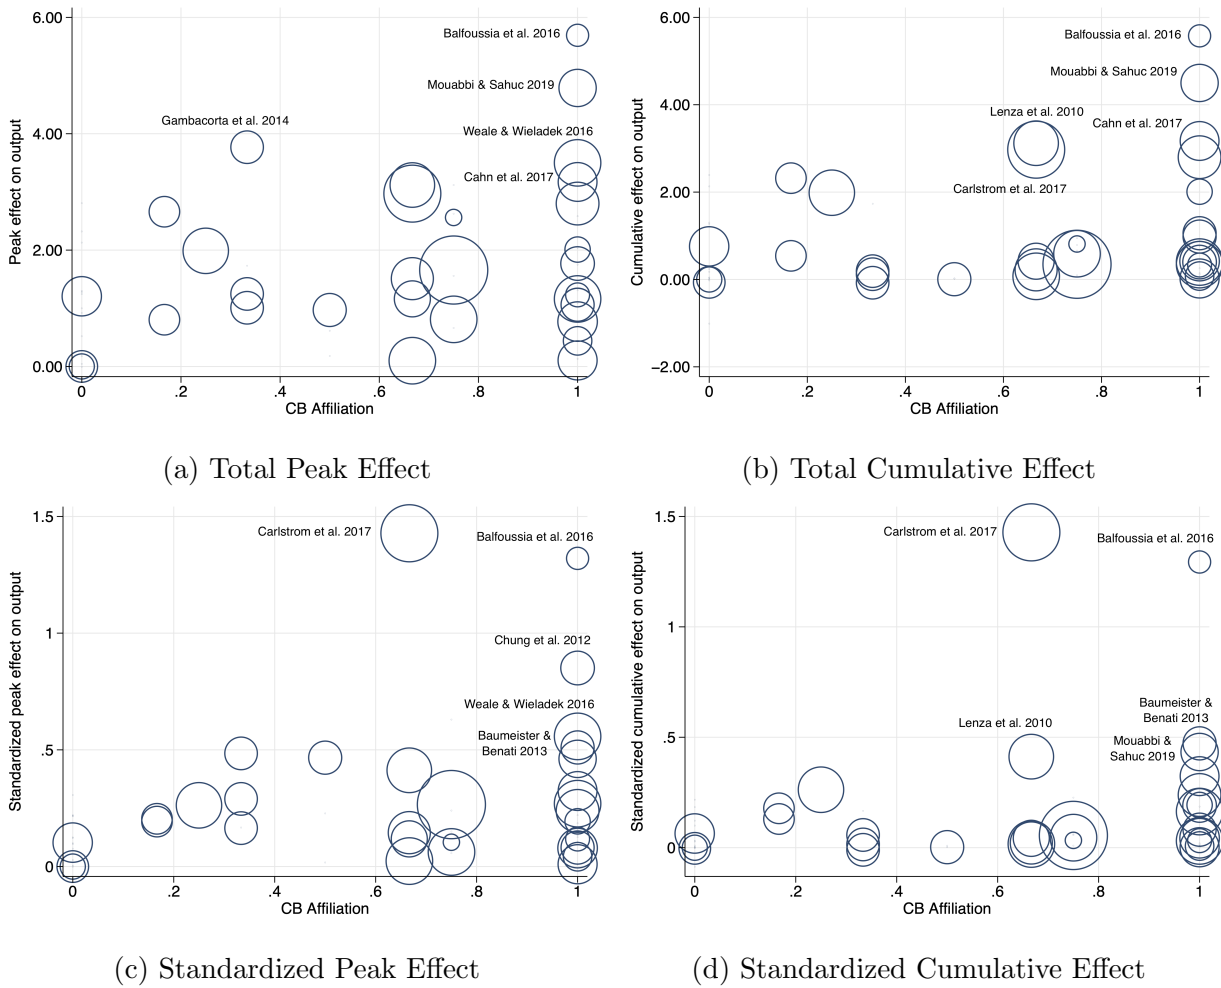 6.00
Balfoussia et al. 2016
Mouabbi & Sahuc 2019
Gambacorta et al. 2014
4.00
Weale & Wieladek 2016
Cahn et al. 2017
Peak effect on output
2.00
0.00
0
.2
.4
.6
.8
1
CB Affiliation
(a) Total Peak Effect
6.00
Balfoussia et al. 2016
Mouabbi & Sahuc 2019
4.00
Lenza et al. 2010
Cahn et al. 2017
Cumulative effect on output
2.00
Carlstrom et al. 2017
0.00
−2.00
0
.2
.4
.6
.8
1
CB Affiliation
(b) Total Cumulative Effect
1.5
Carlstrom et al. 2017
Balfoussia et al. 2016
Standardized peak effect on output
1
Chung et al. 2012
Weale & Wieladek 2016
Baumeister &
Benati 2013
.5
0
0
.2
.4
.6
.8
1
CB Affiliation
(c) Standardized Peak Effect
1.5
Carlstrom et al. 2017
Balfoussia et al. 2016
Standardized cumulative effect on output
1
Baumeister &
Benati 2013
Lenza et al. 2010
Mouabbi &
Sahuc 2019
.5
0
0
.2
.4
.6
.8
1
CB Affiliation
(d) Standardized Cumulative Effect